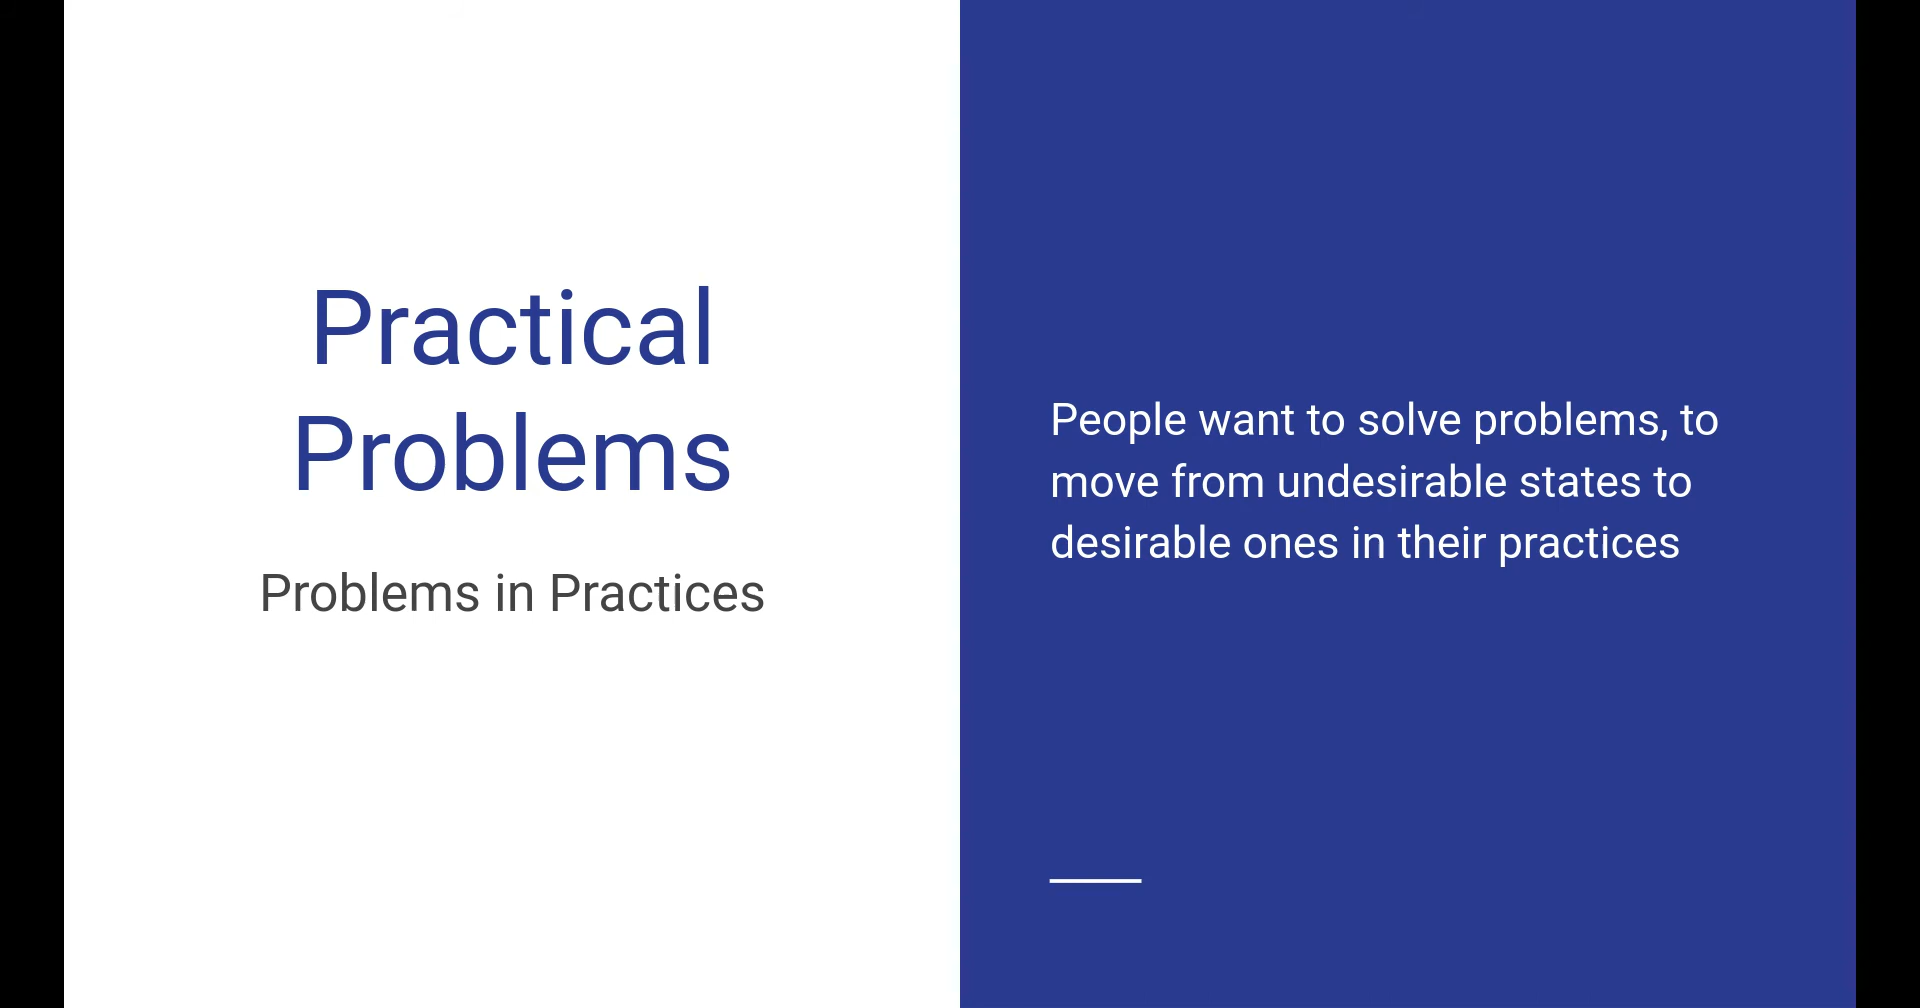 Practical
Problems
Problems in Practices
People want to solve problems, to
move from undesirable states to
desirable ones in their practices